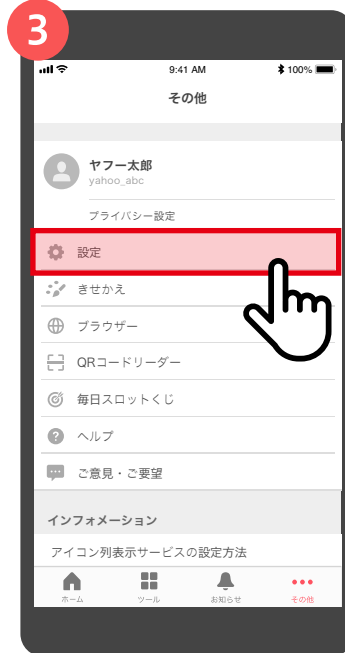 3
9:41 AM
100%
その他
ヤフー太郎
yahoo_abc
プライバシー設定
設定
きせかえ
ブラウザー
QRコードリーダー
毎日スロットくじ
ヘルプ
ご意見・ご要望
インフォメーション
アイコン列表示サービスの設定方法
ホーム
ツール
お知らせ
その他